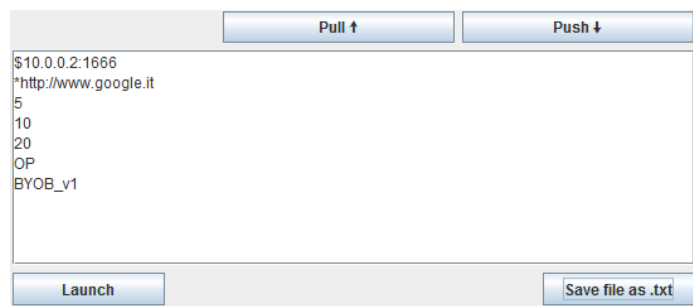 Pull ↑
Push ↓
$10.0.0.2:1666
*http://www.google.it
5
10
20
OP
BYOB_v1
Launch
Save file as .txt